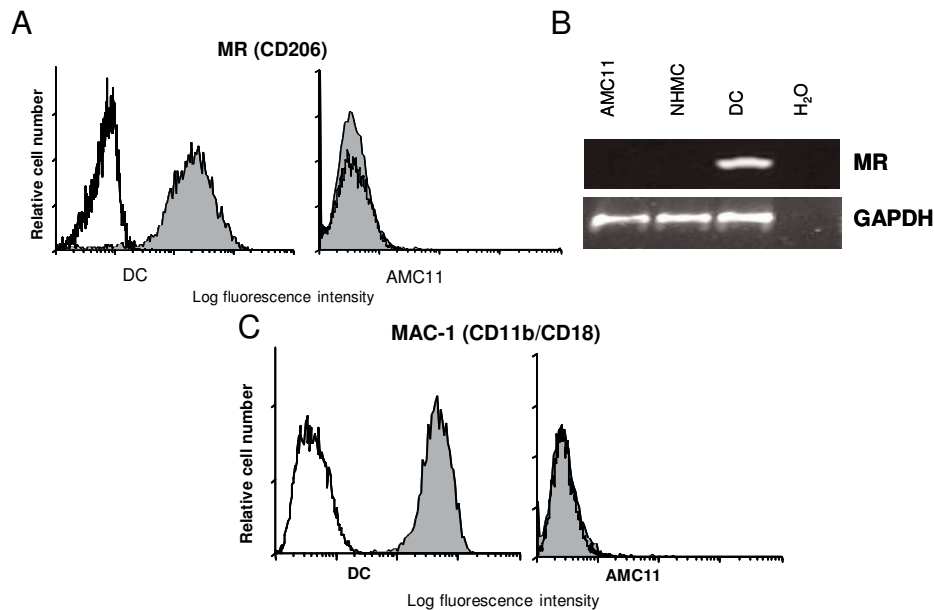 A
MR (CD206)
Relative cell number
DC
AMC11
Log fluorescence intensity
B
AMC11
NHMC
DC
H₂O
MR
GAPDH
C
MAC-1 (CD11b/CD18)
Relative cell number
DC
AMC11
Log fluorescence intensity